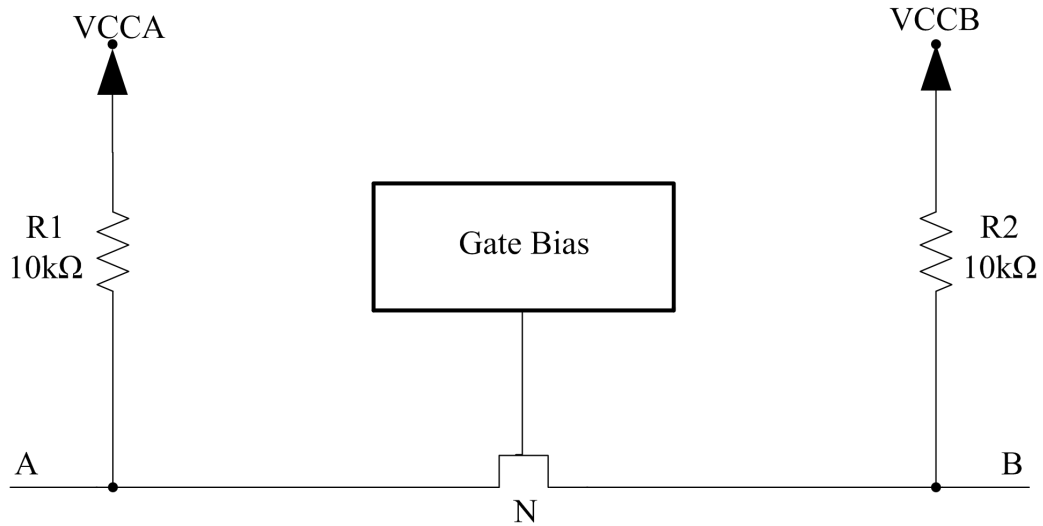 VCCA
VCCB
R1
10kΩ
Gate Bias
R2
10kΩ
A
B
N